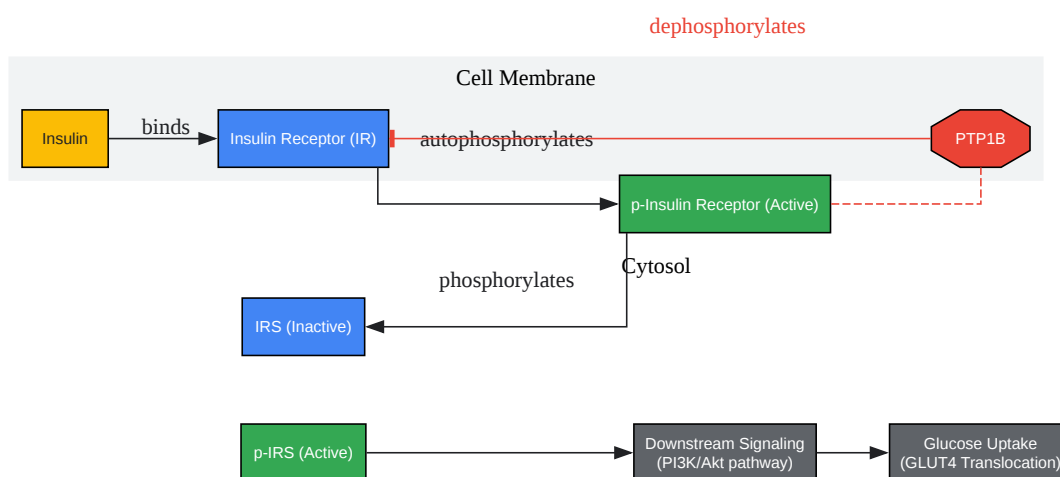 dephosphorylates
Cell Membrane
Insulin
binds
Insulin Receptor (IR)
autophosphorylates
PTP1B
p-Insulin Receptor (Active)
Cytosol
phosphorylates
IRS (Inactive)
p-IRS (Active)
Downstream Signaling
(PI3K/Akt pathway)
Glucose Uptake
(GLUT4 Translocation)